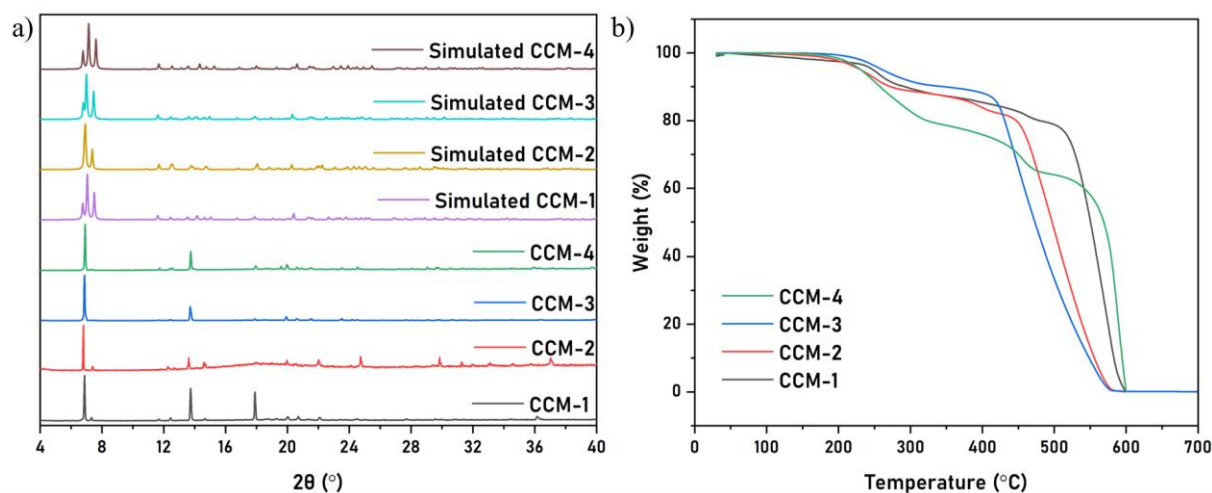 a)
Simulated CCM-4
Simulated CCM-3
Simulated CCM-2
Simulated CCM-1
CCM-4
CCM-3
CCM-2
CCM-1
4 8 12 16 20 24 28 32 36 40
2θ (°)
b)
Weight (%)
100
80
60
40
20
0
CCM-4
CCM-3
CCM-2
CCM-1
0 100 200 300 400 500 600 700
Temperature (°C)